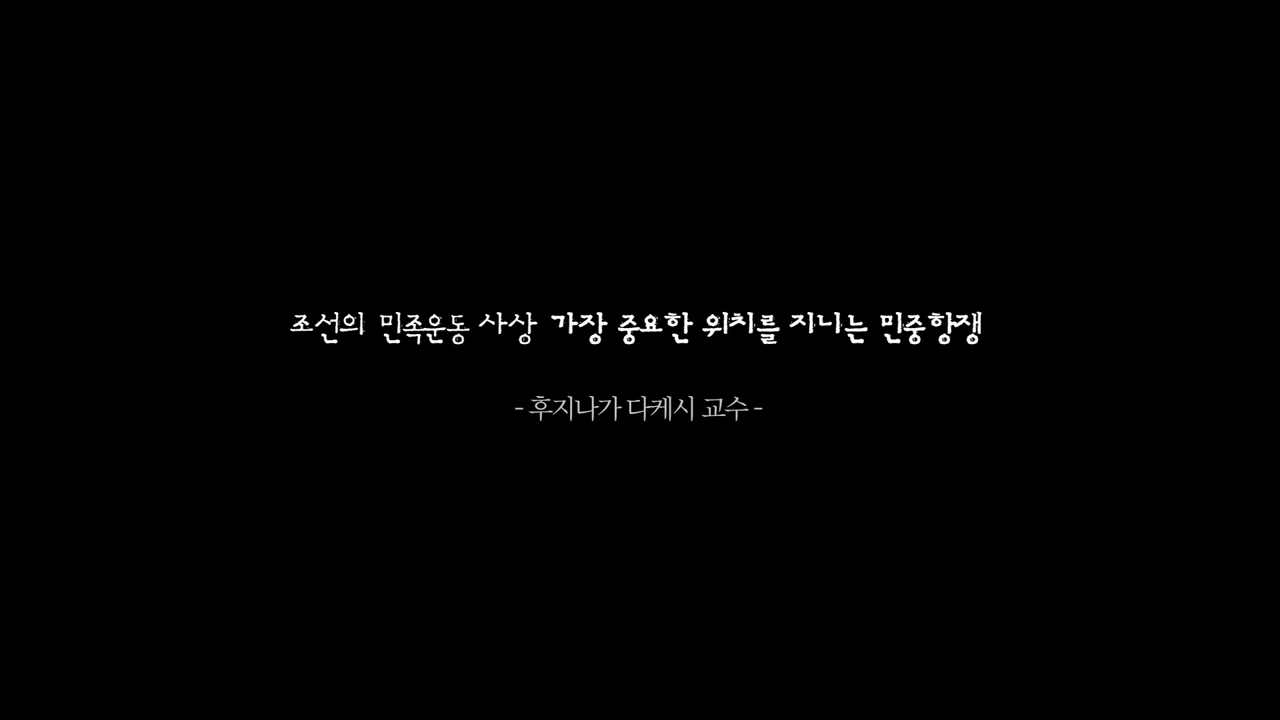 조선의 민족운동 사상 가장 중요한 위치를 지니는 민중항쟁
- 후지나가 다케시 교수 -